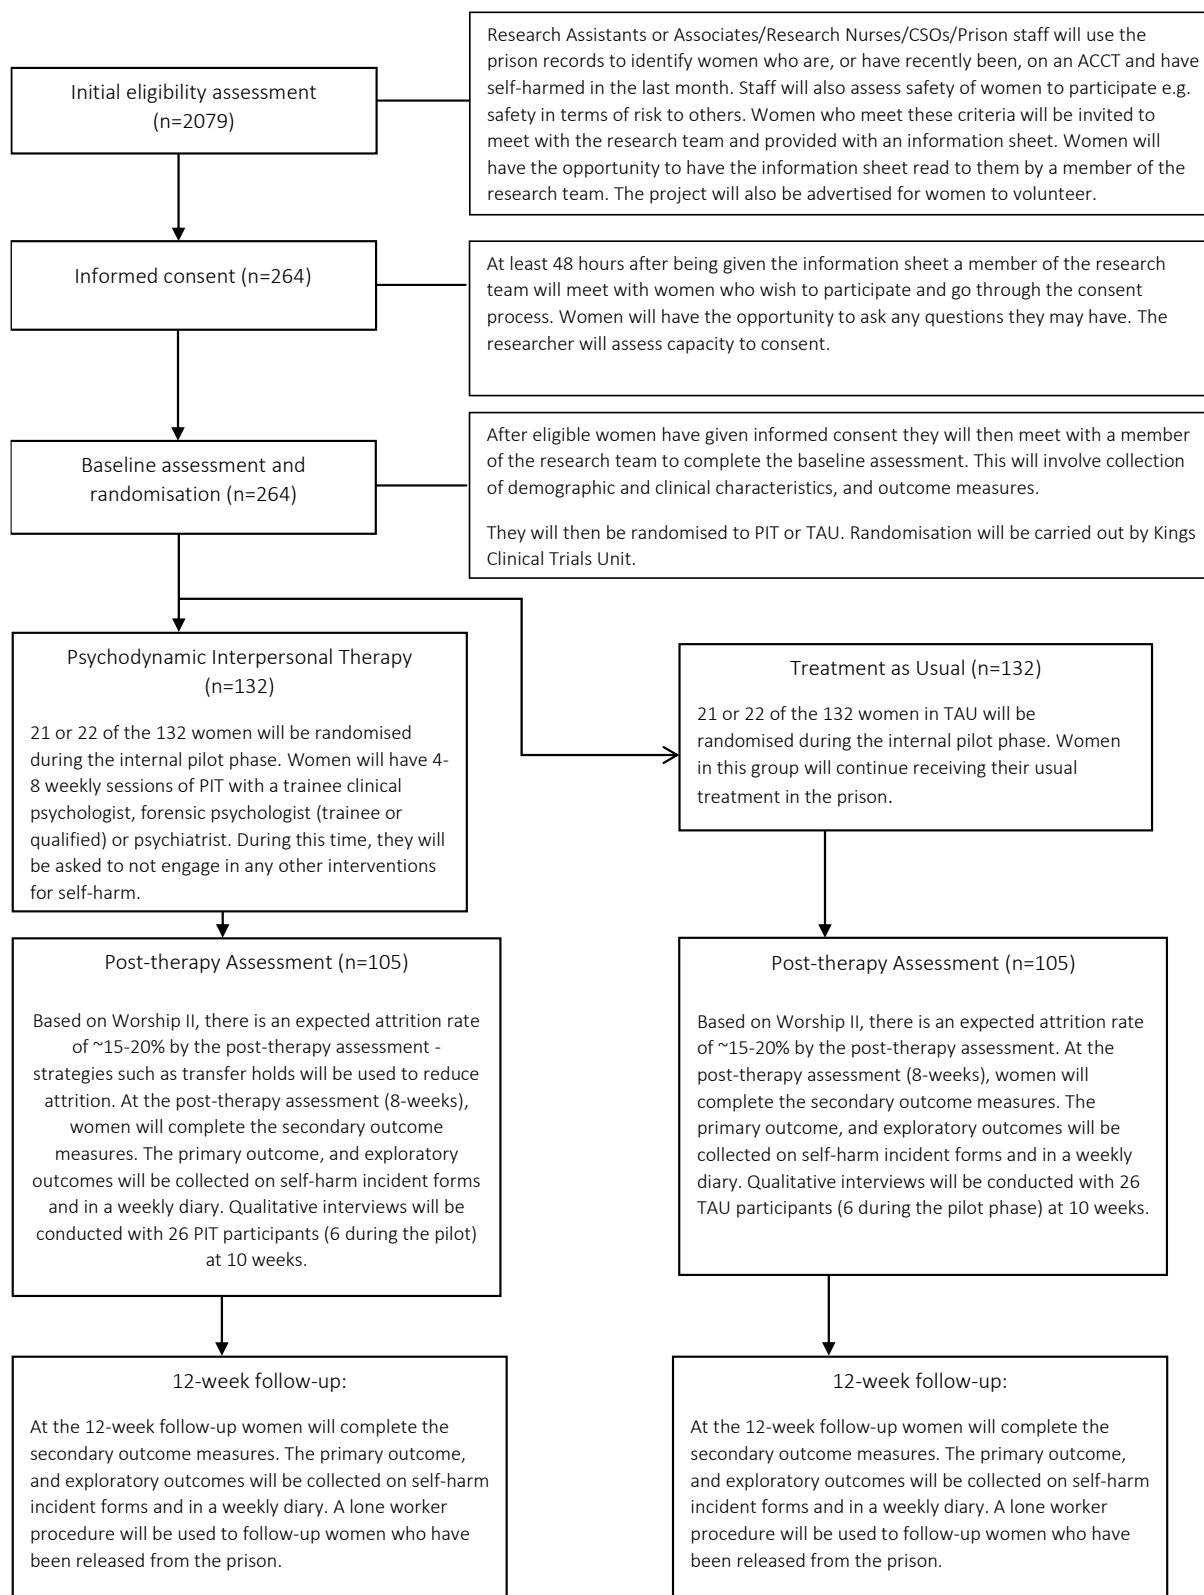 Initial eligibility assessment
(n=2079)
Research Assistants or Associates/Research Nurses/CSOs/Prison staff will use the
prison records to identify women who are, or have recently been, on an ACCT and have
self-harmed in the last month. Staff will also assess safety of women to participate e.g.
safety in terms of risk to others. Women who meet these criteria will be invited to
meet with the research team and provided with an information sheet. Women will
have the opportunity to have the information sheet read to them by a member of the
research team. The project will also be advertised for women to volunteer.
Informed consent (n=264)
At least 48 hours after being given the information sheet a member of the research
team will meet with women who wish to participate and go through the consent
process. Women will have the opportunity to ask any questions they may have. The
researcher will assess capacity to consent.
Baseline assessment and
randomisation (n=264)
After eligible women have given informed consent they will then meet with a member
of the research team to complete the baseline assessment. This will involve collection
of demographic and clinical characteristics, and outcome measures.
They will then be randomised to PIT or TAU. Randomisation will be carried out by Kings
Clinical Trials Unit.
Psychodynamic Interpersonal Therapy
(n=132)
21 or 22 of the 132 women will be randomised
during the internal pilot phase. Women will have 4-
8 weekly sessions of PIT with a trainee clinical
psychologist, forensic psychologist (trainee or
qualified) or psychiatrist. During this time, they will
be asked to not engage in any other interventions
for self-harm.
Treatment as Usual (n=132)
21 or 22 of the 132 women in TAU will be
randomised during the internal pilot phase. Women
in this group will continue receiving their usual
treatment in the prison.
Post-therapy Assessment (n=105)
Based on Worship II, there is an expected attrition rate
of ~15-20% by the post-therapy assessment -
strategies such as transfer holds will be used to reduce
attrition. At the post-therapy assessment (8-weeks),
women will complete the secondary outcome
measures. The primary outcome, and exploratory
outcomes will be collected on self-harm incident forms
and in a weekly diary. Qualitative interviews will be
conducted with 26 PIT participants (6 during the pilot)
at 10 weeks.
Post-therapy Assessment (n=105)
Based on Worship II, there is an expected attrition rate
of ~15-20% by the post-therapy assessment. At the
post-therapy assessment (8-weeks), women will
complete the secondary outcome measures. The
primary outcome, and exploratory outcomes will be
collected on self-harm incident forms and in a weekly
diary. Qualitative interviews will be conducted with 26
TAU participants (6 during the pilot phase) at 10 weeks.
12-week follow-up:
At the 12-week follow-up women will complete the
secondary outcome measures. The primary outcome,
and exploratory outcomes will be collected on self-harm
incident forms and in a weekly diary. A lone worker
procedure will be used to follow-up women who have
been released from the prison.
12-week follow-up:
At the 12-week follow-up women will complete the
secondary outcome measures. The primary outcome,
and exploratory outcomes will be collected on self-harm
incident forms and in a weekly diary. A lone worker
procedure will be used to follow-up women who have
been released from the prison.